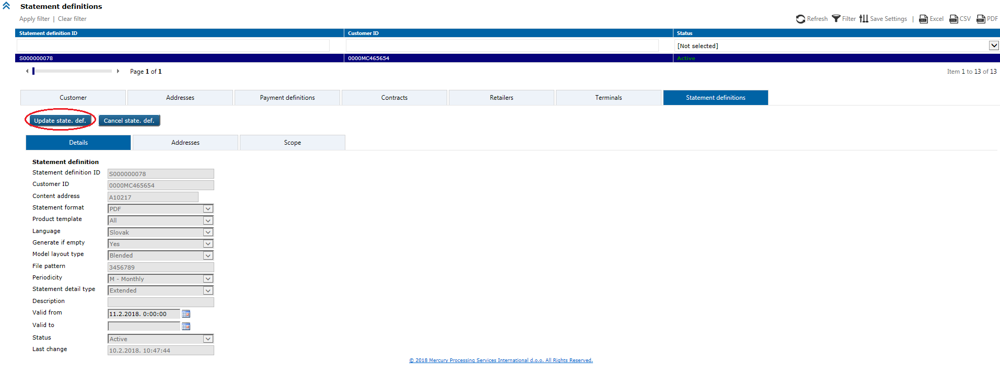 Statement definitions
Apply filter | Clear filter
Refresh Filter Save Settings | Excel CSV PDF
Statement definition ID Customer ID Status
[Not selected]
S000000078 0000MC465654 Active
Page 1 of 1 Item 1 to 13 of 13
Customer Addresses Payment definitions Contracts Retailers Terminals Statement definitions
Update state. def. Cancel state. def.
Details Addresses Scope
Statement definition
Statement definition ID S000000078
Customer ID 0000MC465654
Content address A10217
Statement format PDF
Product template All
Language Slovak
Generate if empty Yes
Model layout type Blended
File pattern 3456789
Periodicity M - Monthly
Statement detail type Extended
Description
Valid from 11.2.2018. 0:00:00
Valid to
Status Active
Last change 10.2.2018. 10:47:44
© 2018 Mercury Processing Services International d.o.o. All Rights Reserved.